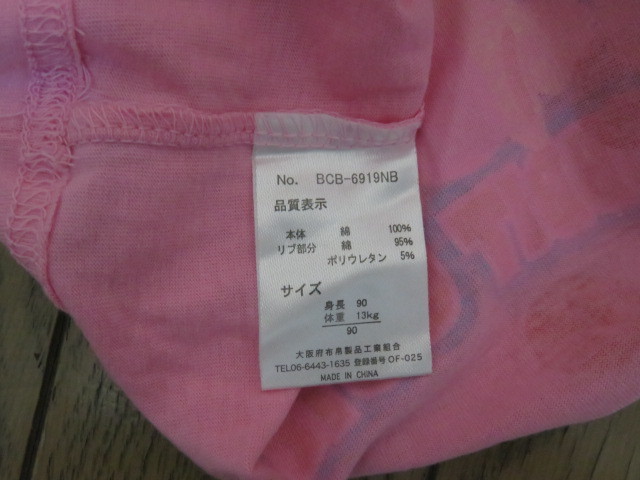 No. BCB-6919NB
品質表示
本体 綿 100%
リブ部分 綿 95%
ポリウレタン 5%
サイズ
身長 90
体重 13kg
90
大阪府布帛製品工業組合
TEL06-6443-1635 登録番号 OF-025
MADE IN CHINA